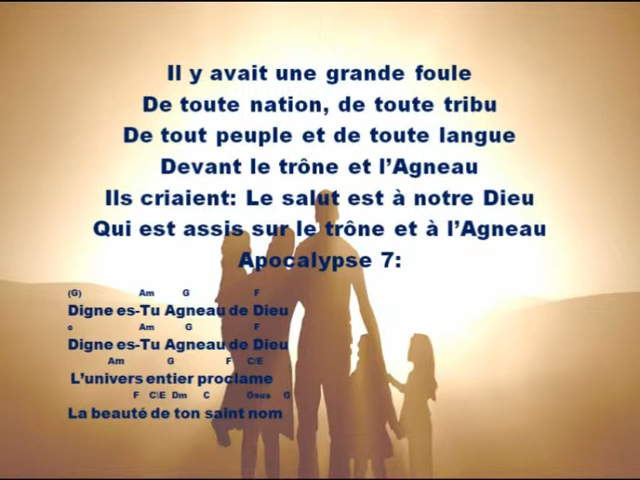 Il y avait une grande foule
De toute nation, de toute tribu
De tout peuple et de toute langue
Devant le trône et l’Agneau
Ils criaient: Le salut est à notre Dieu
Qui est assis sur le trône et à l’Agneau
Apocalypse 7:
(G) Am G F
Digne es-Tu Agneau de Dieu
o Am G F
Digne es-Tu Agneau de Dieu
Am G F C/E
L’univers entier proclame
F C\E Dm C Gsus G
La beauté de ton saint nom